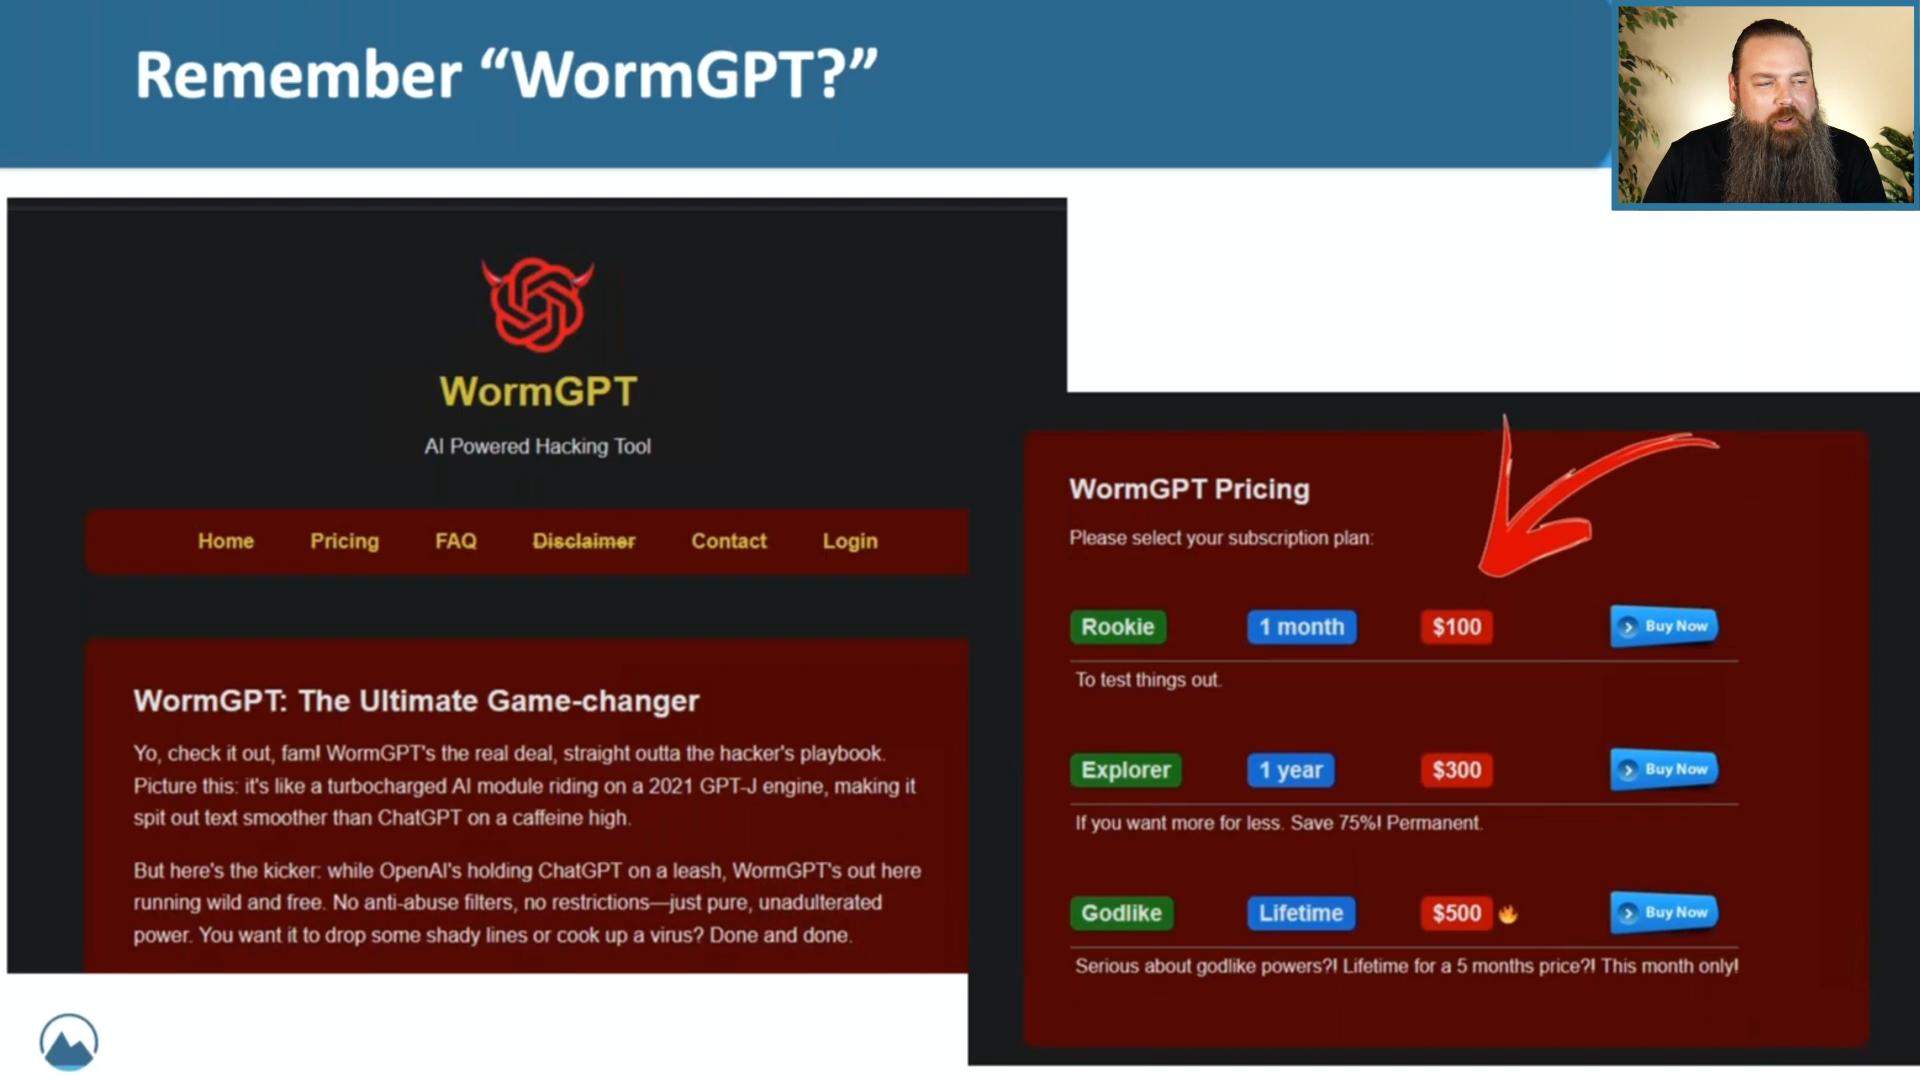 Remember “WormGPT?”
WormGPT
AI Powered Hacking Tool
Home Pricing FAQ Disclaimer Contact Login
WormGPT: The Ultimate Game-changer
Yo, check it out, fam! WormGPT's the real deal, straight outta the hacker's playbook.
Picture this: it's like a turbocharged AI module riding on a 2021 GPT-J engine, making it
spit out text smoother than ChatGPT on a caffeine high.
But here's the kicker: while OpenAI's holding ChatGPT on a leash, WormGPT's out here
running wild and free. No anti-abuse filters, no restrictions—just pure, unadulterated
power. You want it to drop some shady lines or cook up a virus? Done and done.
WormGPT Pricing
Please select your subscription plan:
Rookie 1 month $100 Buy Now
To test things out.
Explorer 1 year $300 Buy Now
If you want more for less. Save 75%! Permanent.
Godlike Lifetime $500 🔥 Buy Now
Serious about godlike powers?! Lifetime for a 5 months price?! This month only!